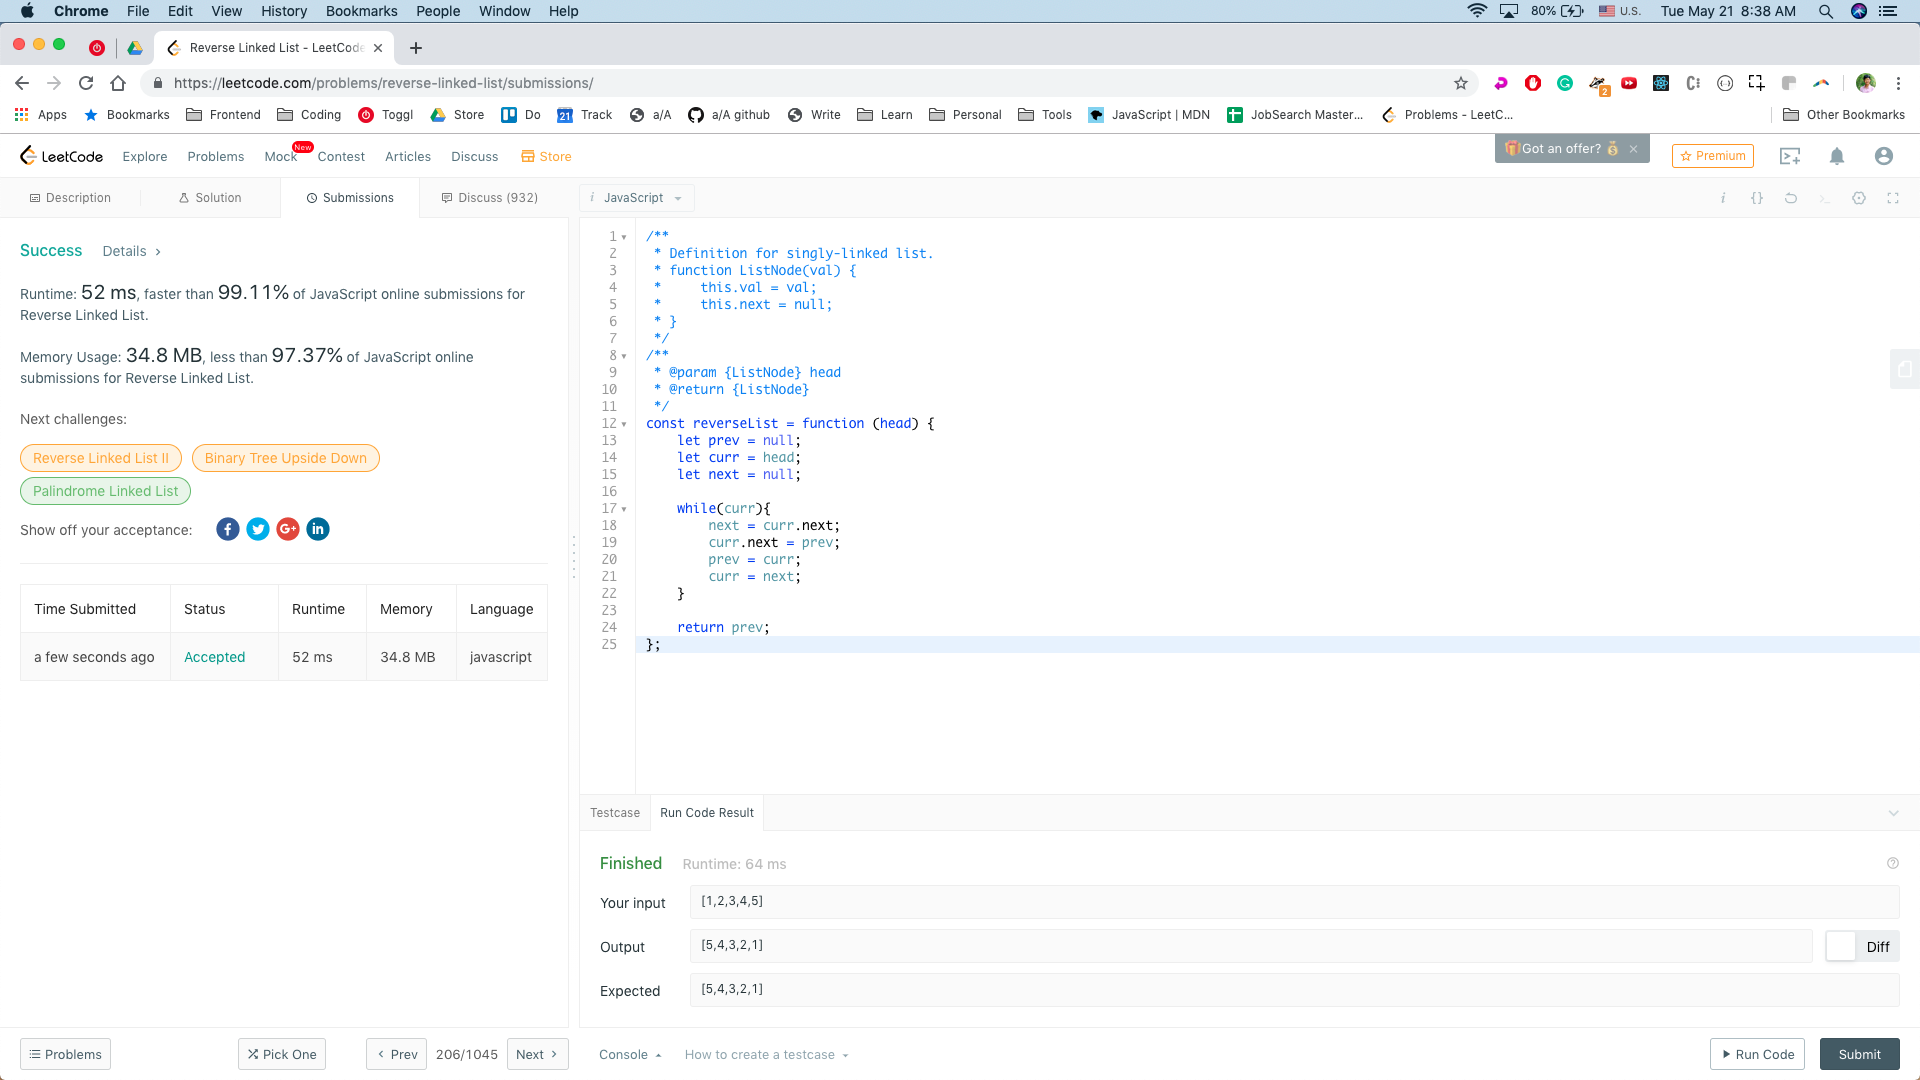 Chrome File Edit View History Bookmarks People Window Help 80% U.S. Tue May 21 8:38 AM
Reverse Linked List - LeetCode
https://leetcode.com/problems/reverse-linked-list/submissions/
2
Apps Bookmarks Frontend Coding Toggl Store Do 21 Track a/A a/A github Write Learn Personal Tools JavaScript | MDN JobSearch Master... Problems - LeetC... Other Bookmarks
LeetCode Explore Problems Mock New Contest Articles Discuss Store Got an offer? Premium
Description Solution Submissions Discuss (932)
i JavaScript i {}
Success Details
Runtime: 52 ms, faster than 99.11% of JavaScript online submissions for
Reverse Linked List.
Memory Usage: 34.8 MB, less than 97.37% of JavaScript online
submissions for Reverse Linked List.
Next challenges:
Reverse Linked List II Binary Tree Upside Down
Palindrome Linked List
Show off your acceptance: f G+ in
Time Submitted Status Runtime Memory Language
a few seconds ago Accepted 52 ms 34.8 MB javascript
1 /**
2  * Definition for singly-linked list.
3  * function ListNode(val) {
4  *     this.val = val;
5  *     this.next = null;
6  * }
7  */
8 /**
9  * @param {ListNode} head
10  * @return {ListNode}
11  */
12 const reverseList = function (head) {
13     let prev = null;
14     let curr = head;
15     let next = null;
16
17     while(curr){
18         next = curr.next;
19         curr.next = prev;
20         prev = curr;
21         curr = next;
22     }
23
24     return prev;
25 };
Testcase Run Code Result
Finished Runtime: 64 ms
Your input [1,2,3,4,5]
Output [5,4,3,2,1] Diff
Expected [5,4,3,2,1]
Problems Pick One Prev 206/1045 Next Console How to create a testcase Run Code Submit